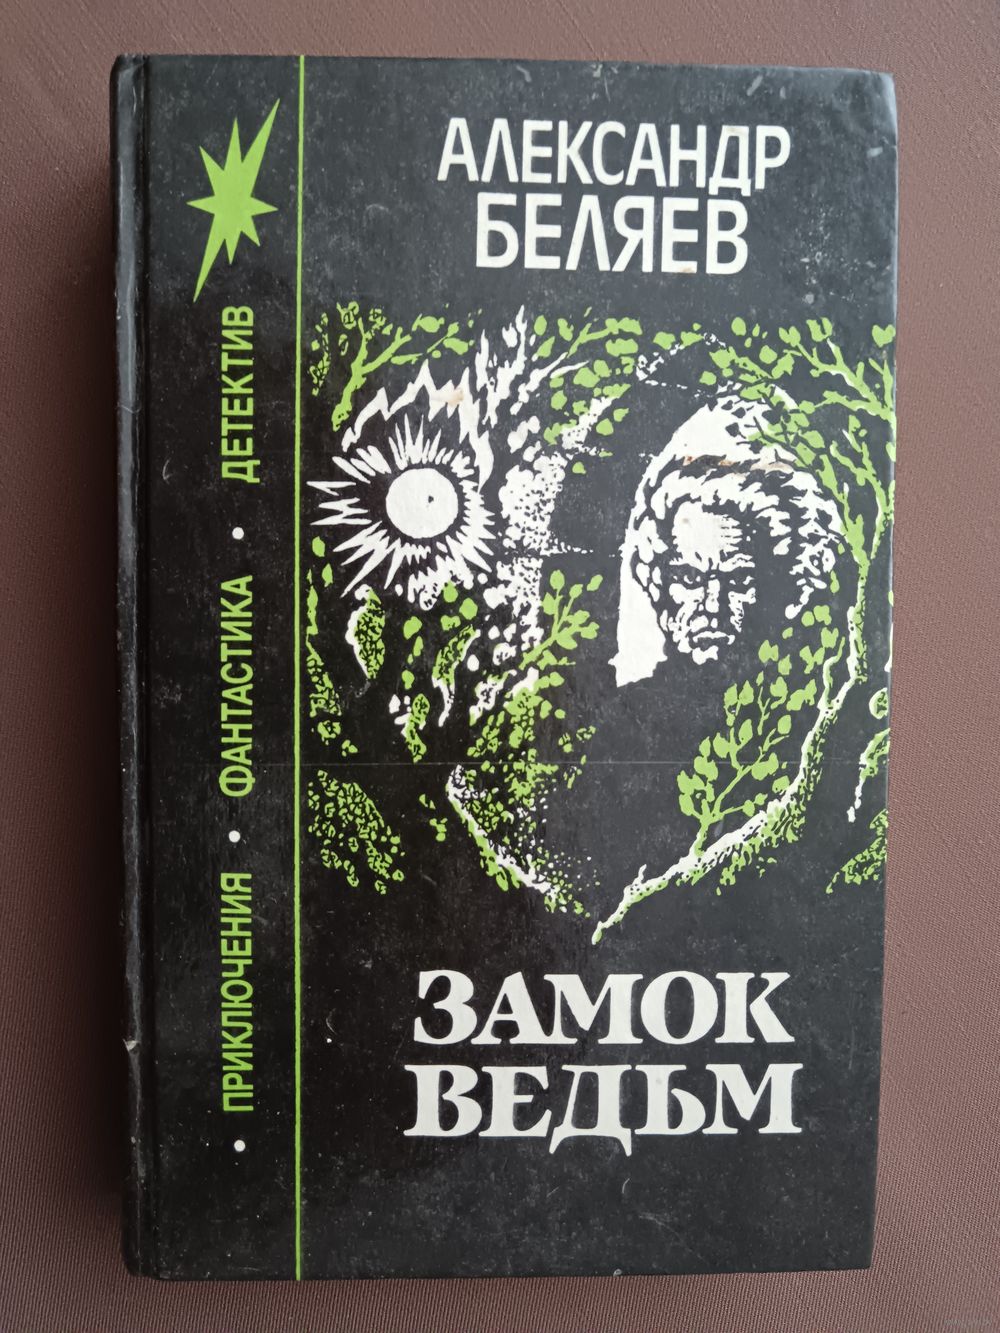 АЛЕКСАНДР
БЕЛЯЕВ
• ПРИКЛЮЧЕНИЯ • ФАНТАСТИКА • ДЕТЕКТИВ
ЗАМОК
ВЕДЬМ